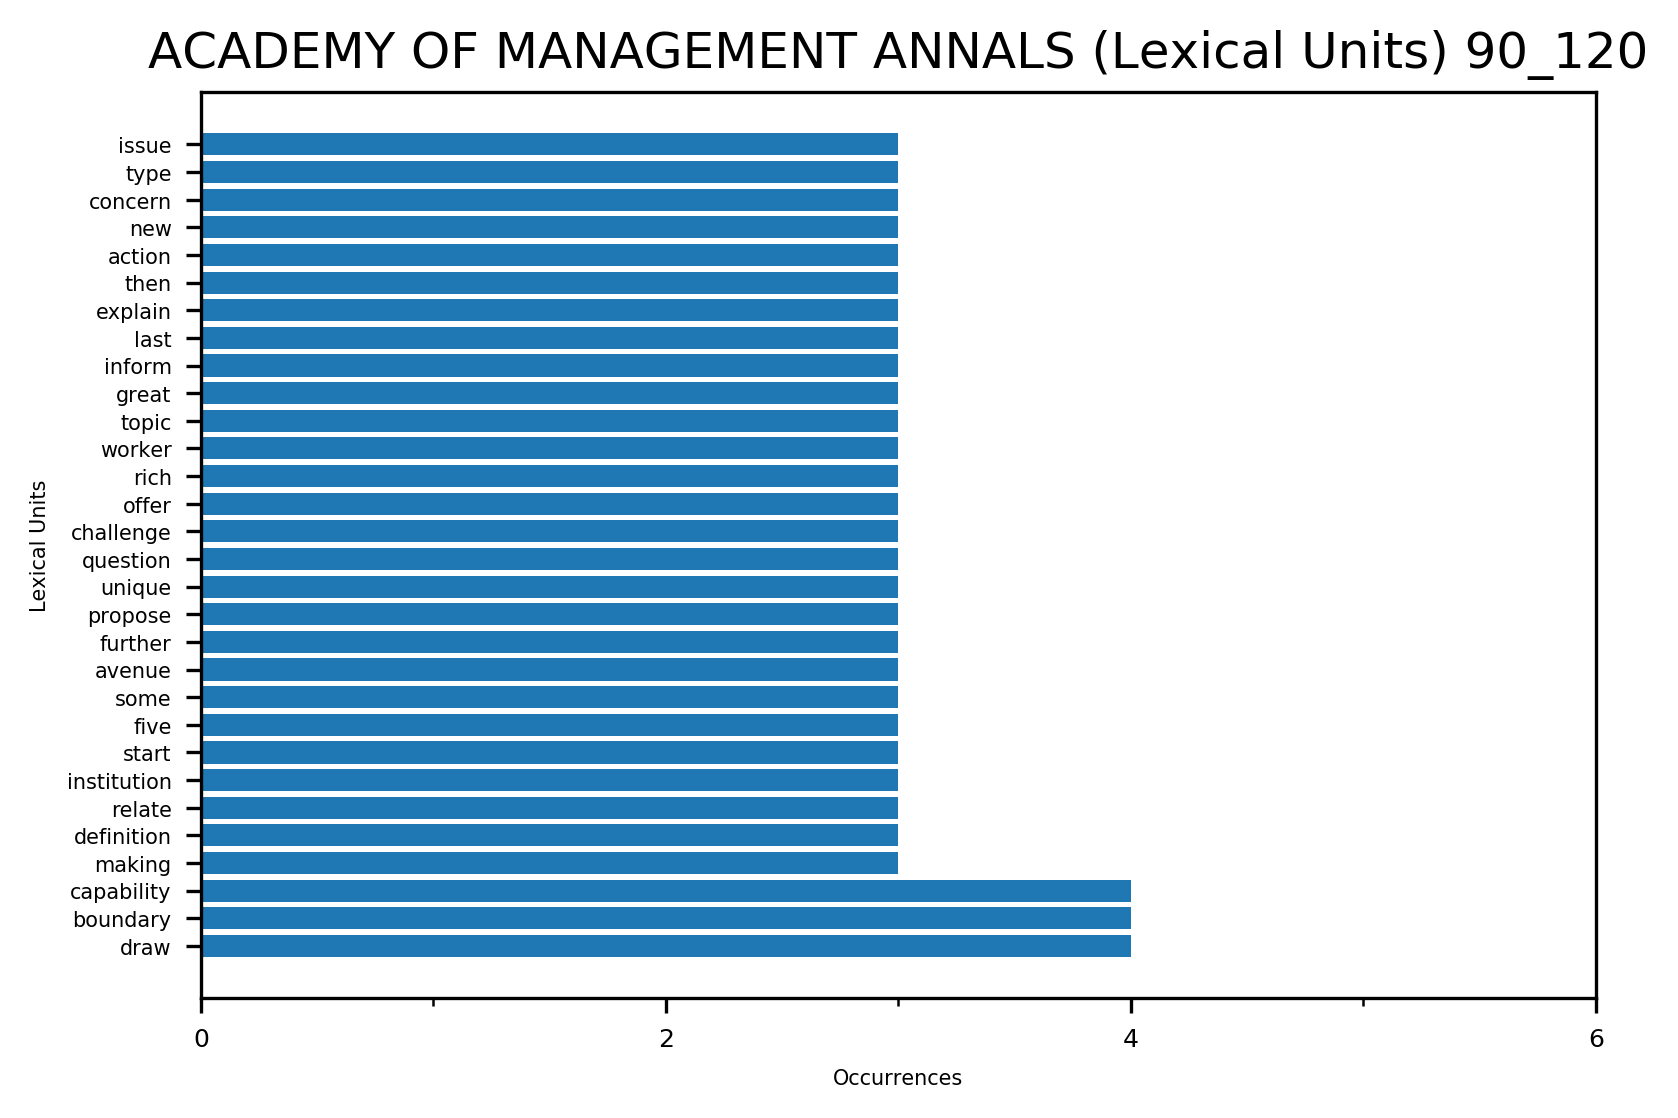 ACADEMY OF MANAGEMENT ANNALS (Lexical Units) 90_120
issue
type
concern
new
action
then
explain
last
inform
great
topic
worker
rich
offer
challenge
question
unique
propose
further
avenue
some
five
start
institution
relate
definition
making
capability
boundary
draw
Lexical Units
0 2 4 6
Occurrences